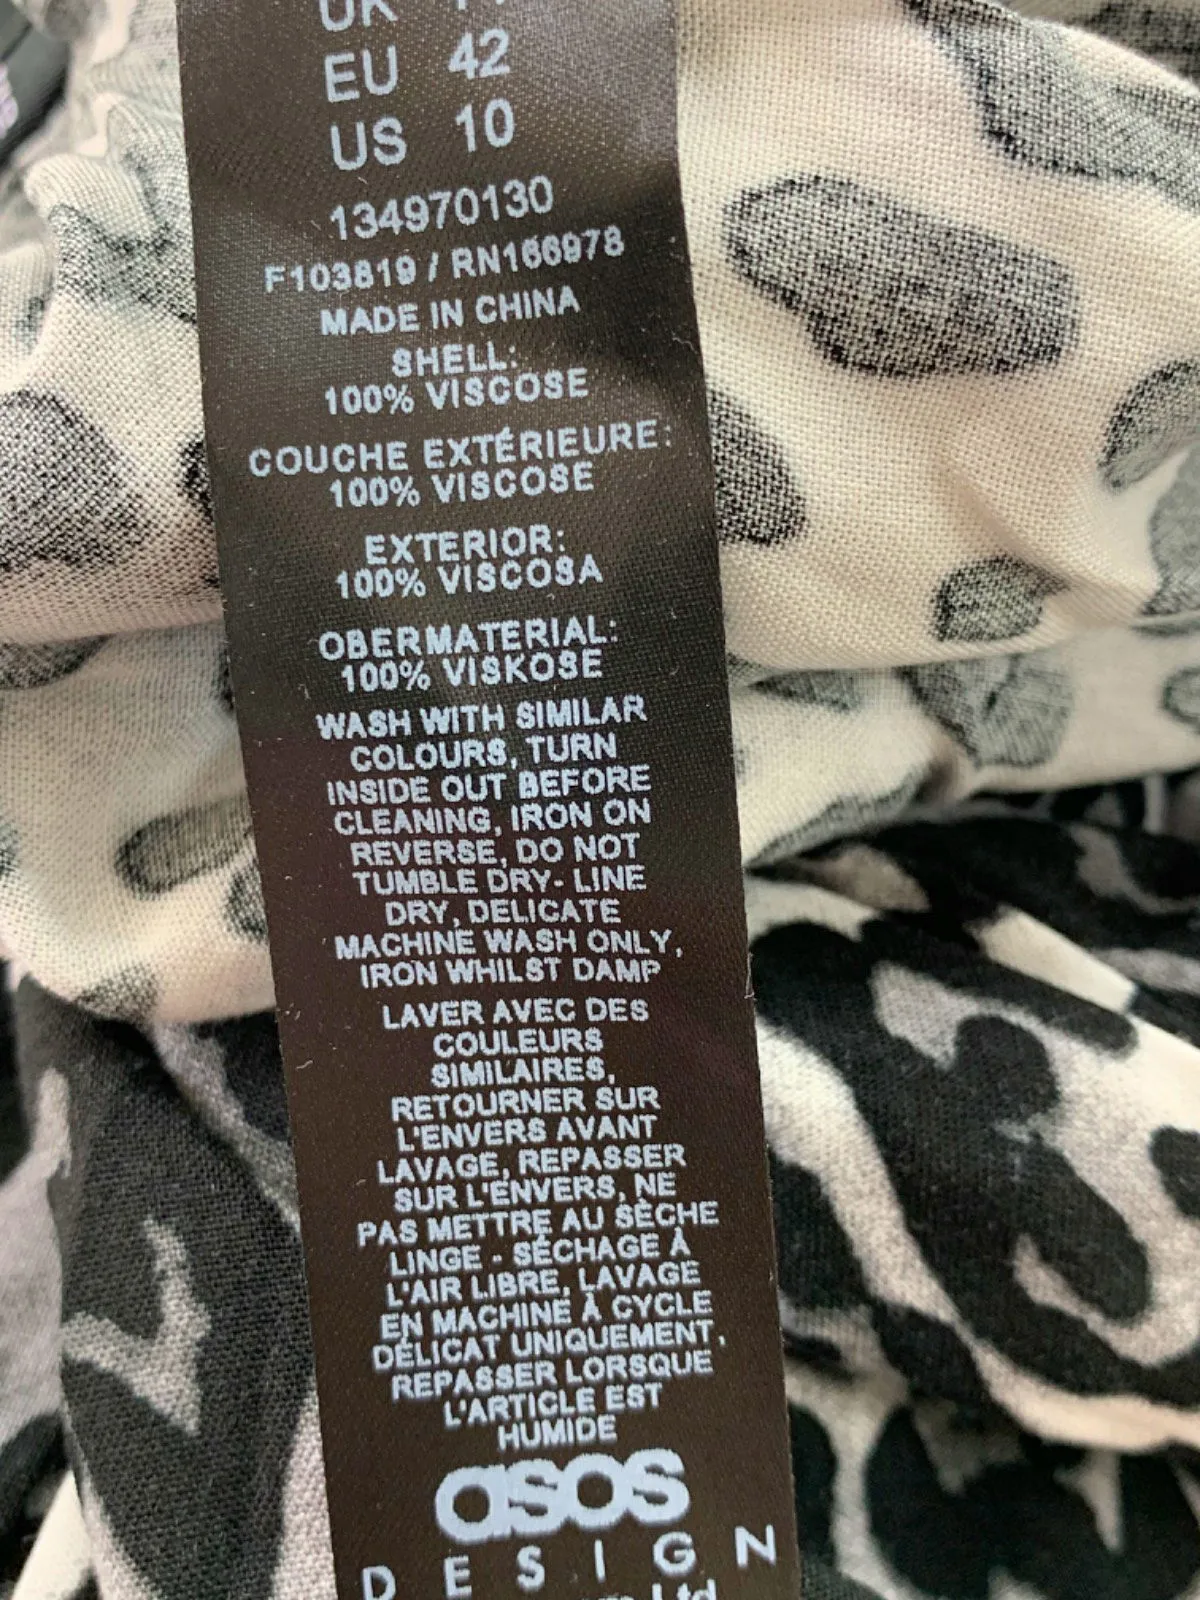 UK
EU 42
US 10
134970130
F103819 / RN166978
MADE IN CHINA
SHELL:
100% VISCOSE
COUCHE EXTÉRIEURE:
100% VISCOSE
EXTERIOR:
100% VISCOSA
OBERMATERIAL:
100% VISKOSE
WASH WITH SIMILAR
COLOURS, TURN
INSIDE OUT BEFORE
CLEANING, IRON ON
REVERSE, DO NOT
TUMBLE DRY- LINE
DRY, DELICATE
MACHINE WASH ONLY,
IRON WHILST DAMP
LAVER AVEC DES
COULEURS
SIMILAIRES,
RETOURNER SUR
L'ENVERS AVANT
LAVAGE, REPASSER
SUR L'ENVERS, NE
PAS METTRE AU SÈCHE
LINGE - SÉCHAGE À
L'AIR LIBRE, LAVAGE
EN MACHINE À CYCLE
DÉLICAT UNIQUEMENT,
REPASSER LORSQUE
L'ARTICLE EST
HUMIDE
asos
DESIGN
Ltd